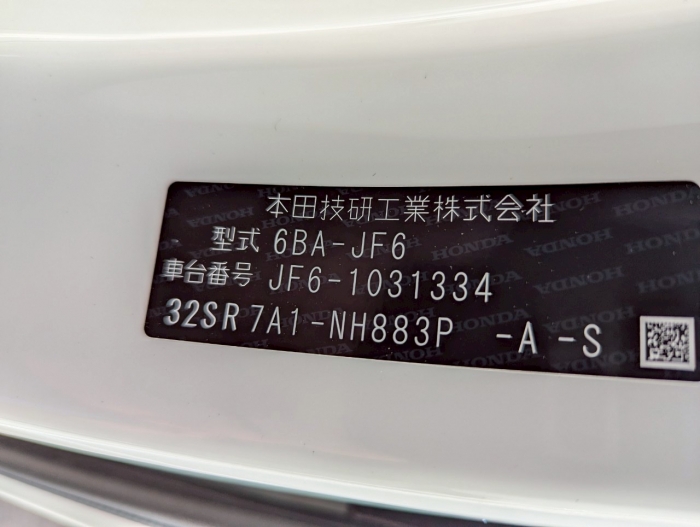 本田技研工業株式会社
型式 6BA-JF6
車台番号 JF6-1031334
32SR 7A1-NH883P -A -S